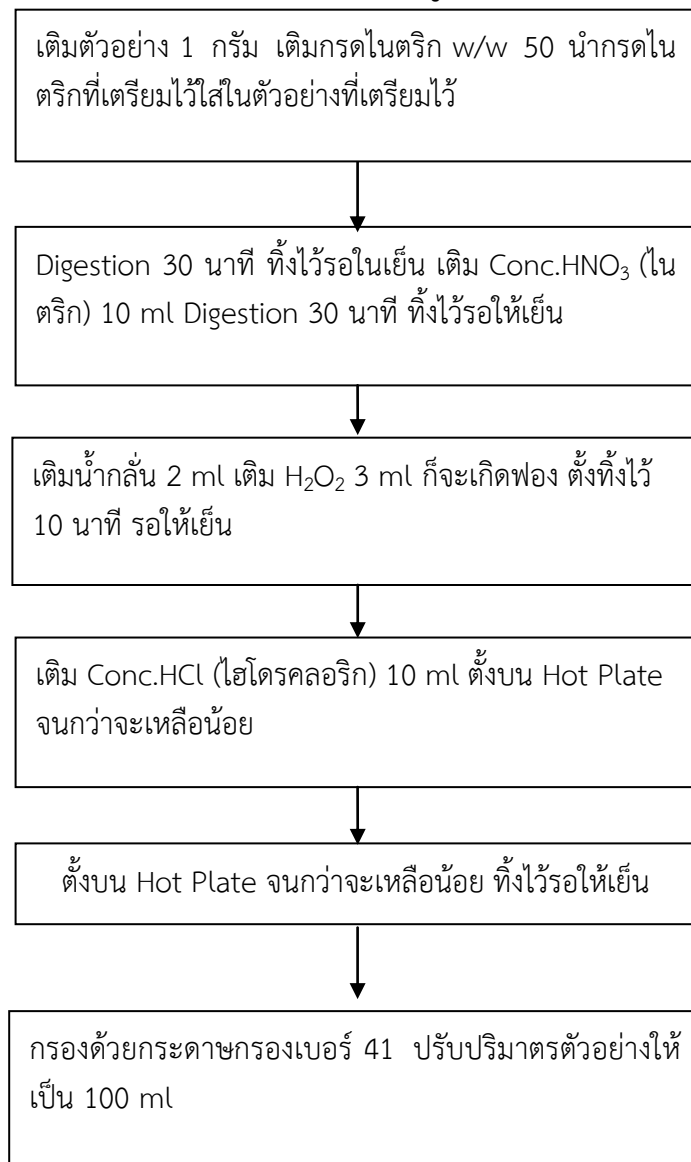 เติมตัวอย่าง 1 กรัม เติมกรดไนตริก w/w 50 นำกรดไน
ตริกที่เตรียมไว้ใส่ในตัวอย่างที่เตรียมไว้
Digestion 30 นาที ทิ้งไว้รอในเย็น เติม Conc.HNO₃ (ไน
ตริก) 10 ml Digestion 30 นาที ทิ้งไว้รอให้เย็น
เติมน้ำกลั่น 2 ml เติม H₂O₂ 3 ml ก็จะเกิดฟอง ตั้งทิ้งไว้
10 นาที รอให้เย็น
เติม Conc.HCl (ไฮโดรคลอริก) 10 ml ตั้งบน Hot Plate
จนกว่าจะเหลือน้อย
ตั้งบน Hot Plate จนกว่าจะเหลือน้อย ทิ้งไว้รอให้เย็น
กรองด้วยกระดาษกรองเบอร์ 41 ปรับปริมาตรตัวอย่างให้
เป็น 100 ml